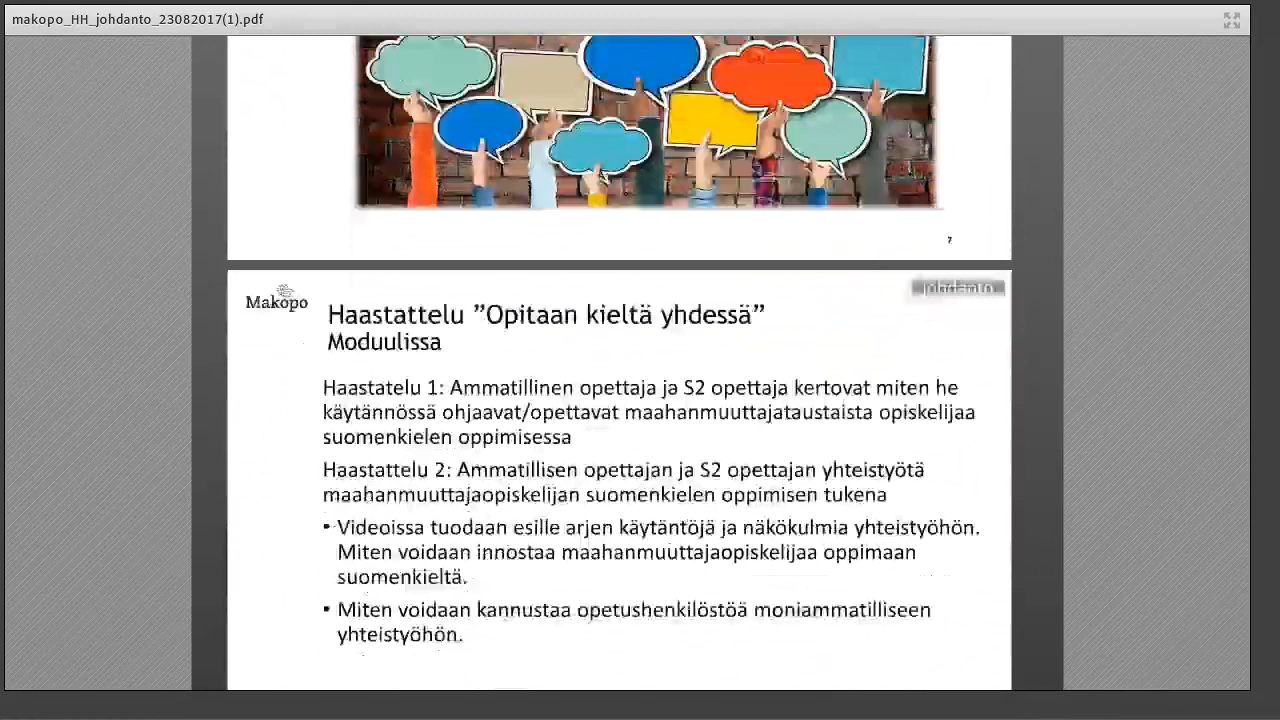 makopo_HH_johdanto_23082017(1).pdf
7
Makopo
johdanto
Haastattelu ”Opitaan kieltä yhdessä”
Moduulissa
Haastatelu 1: Ammatillinen opettaja ja S2 opettaja kertovat miten he
käytännössä ohjaavat/opettavat maahanmuuttajataustaista opiskelijaa
suomenkielen oppimisessa
Haastattelu 2: Ammatillisen opettajan ja S2 opettajan yhteistyötä
maahanmuuttajaopiskelijan suomenkielen oppimisen tukena
• Videoissa tuodaan esille arjen käytäntöjä ja näkökulmia yhteistyöhön.
Miten voidaan innostaa maahanmuuttajaopiskelijaa oppimaan
suomenkieltä.
• Miten voidaan kannustaa opetushenkilöstöä moniammatilliseen
yhteistyöhön.